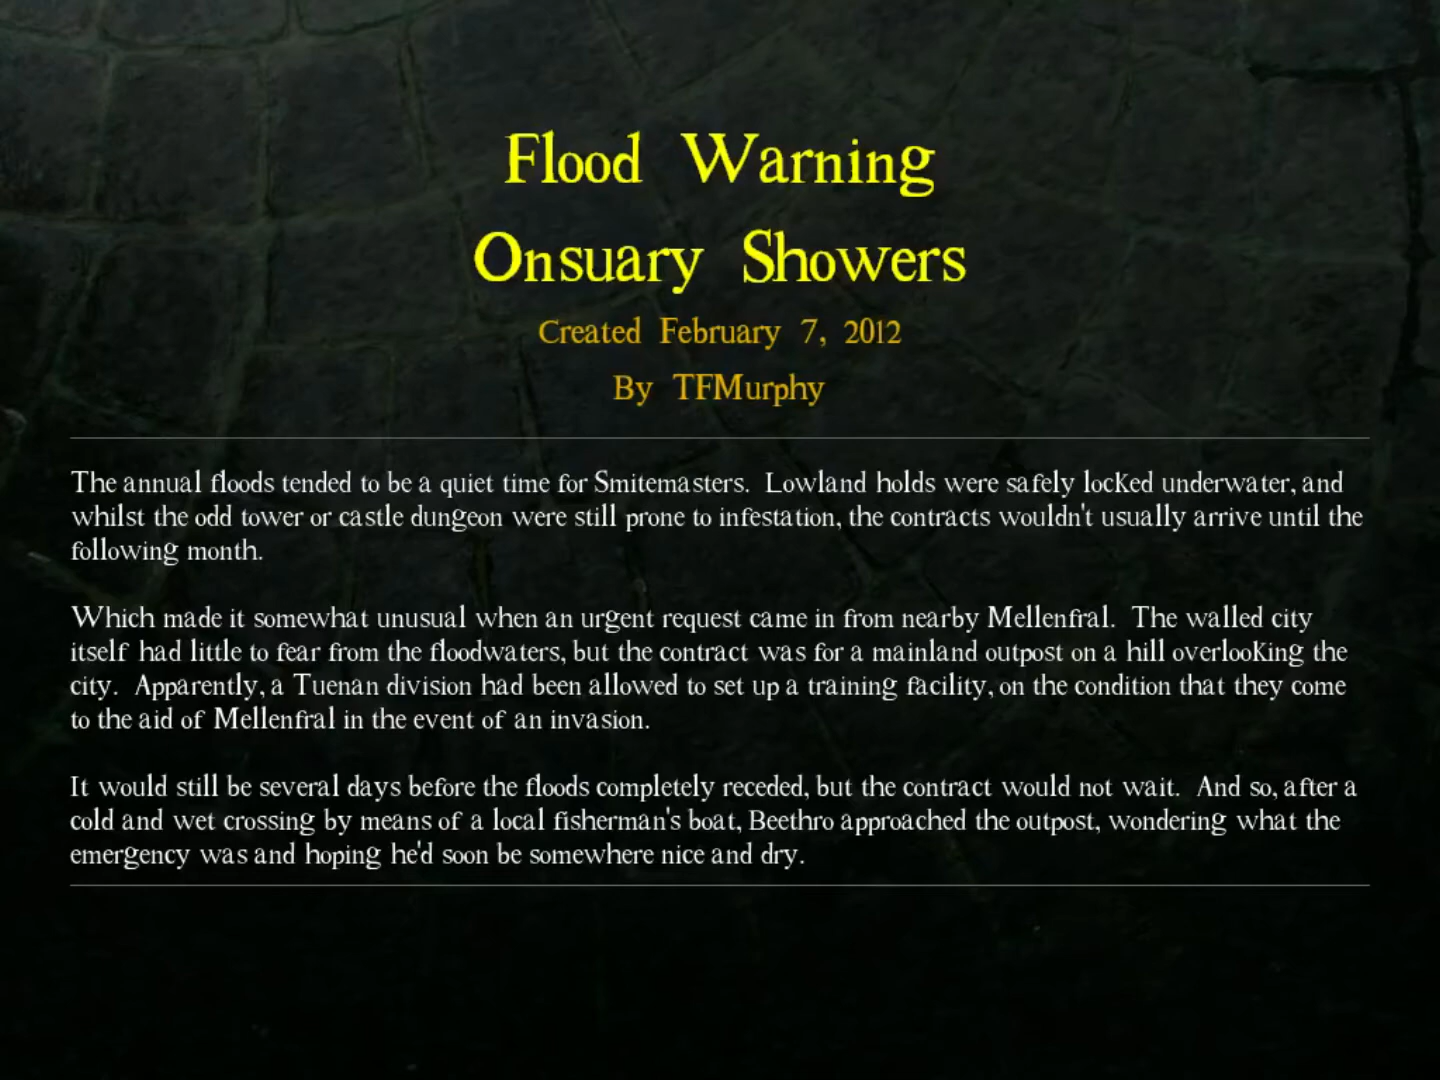 Flood Warning
Onsuary Showers
Created February 7, 2012
By TFMurphy
The annual floods tended to be a quiet time for Smitemasters. Lowland holds were safely locked underwater, and
whilst the odd tower or castle dungeon were still prone to infestation, the contracts wouldn't usually arrive until the
following month.
Which made it somewhat unusual when an urgent request came in from nearby Mellenfral. The walled city
itself had little to fear from the floodwaters, but the contract was for a mainland outpost on a hill overlooking the
city. Apparently, a Tuenan division had been allowed to set up a training facility, on the condition that they come
to the aid of Mellenfral in the event of an invasion.
It would still be several days before the floods completely receded, but the contract would not wait. And so, after a
cold and wet crossing by means of a local fisherman's boat, Beethro approached the outpost, wondering what the
emergency was and hoping he'd soon be somewhere nice and dry.